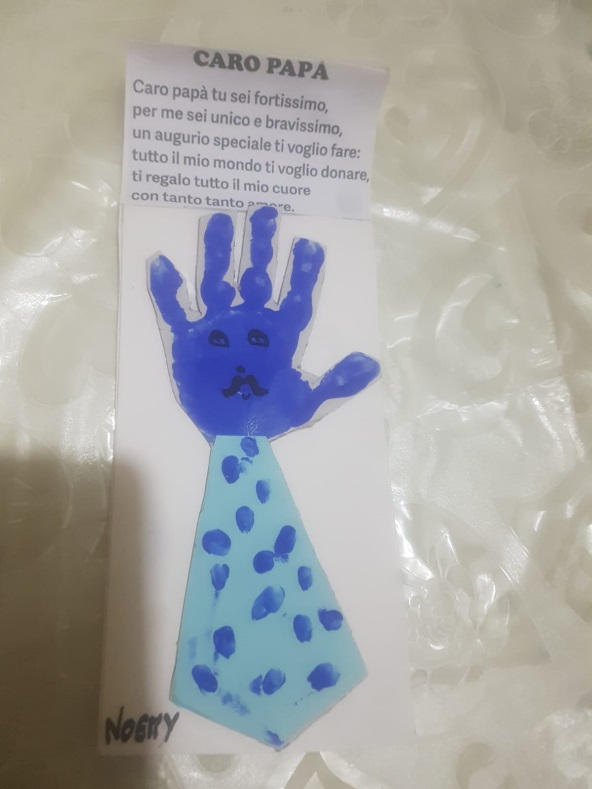 CARO PAPÀ
Caro papà tu sei fortissimo,
per me sei unico e bravissimo,
un augurio speciale ti voglio fare:
tutto il mio mondo ti voglio donare,
ti regalo tutto il mio cuore
con tanto tanto amore.
NOEMY